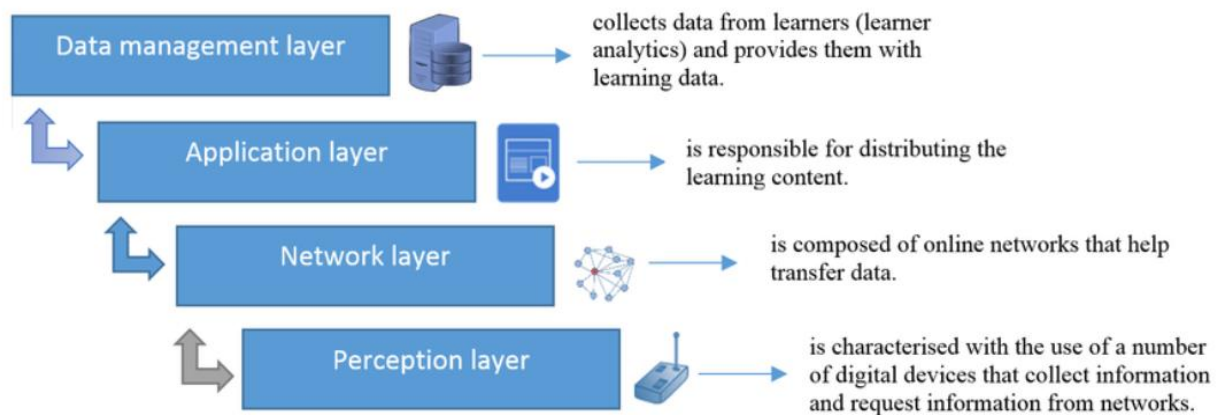 Data management layer
collects data from learners (learner
analytics) and provides them with
learning data.
Application layer
is responsible for distributing the
learning content.
Network layer
is composed of online networks that help
transfer data.
Perception layer
is characterised with the use of a number
of digital devices that collect information
and request information from networks.